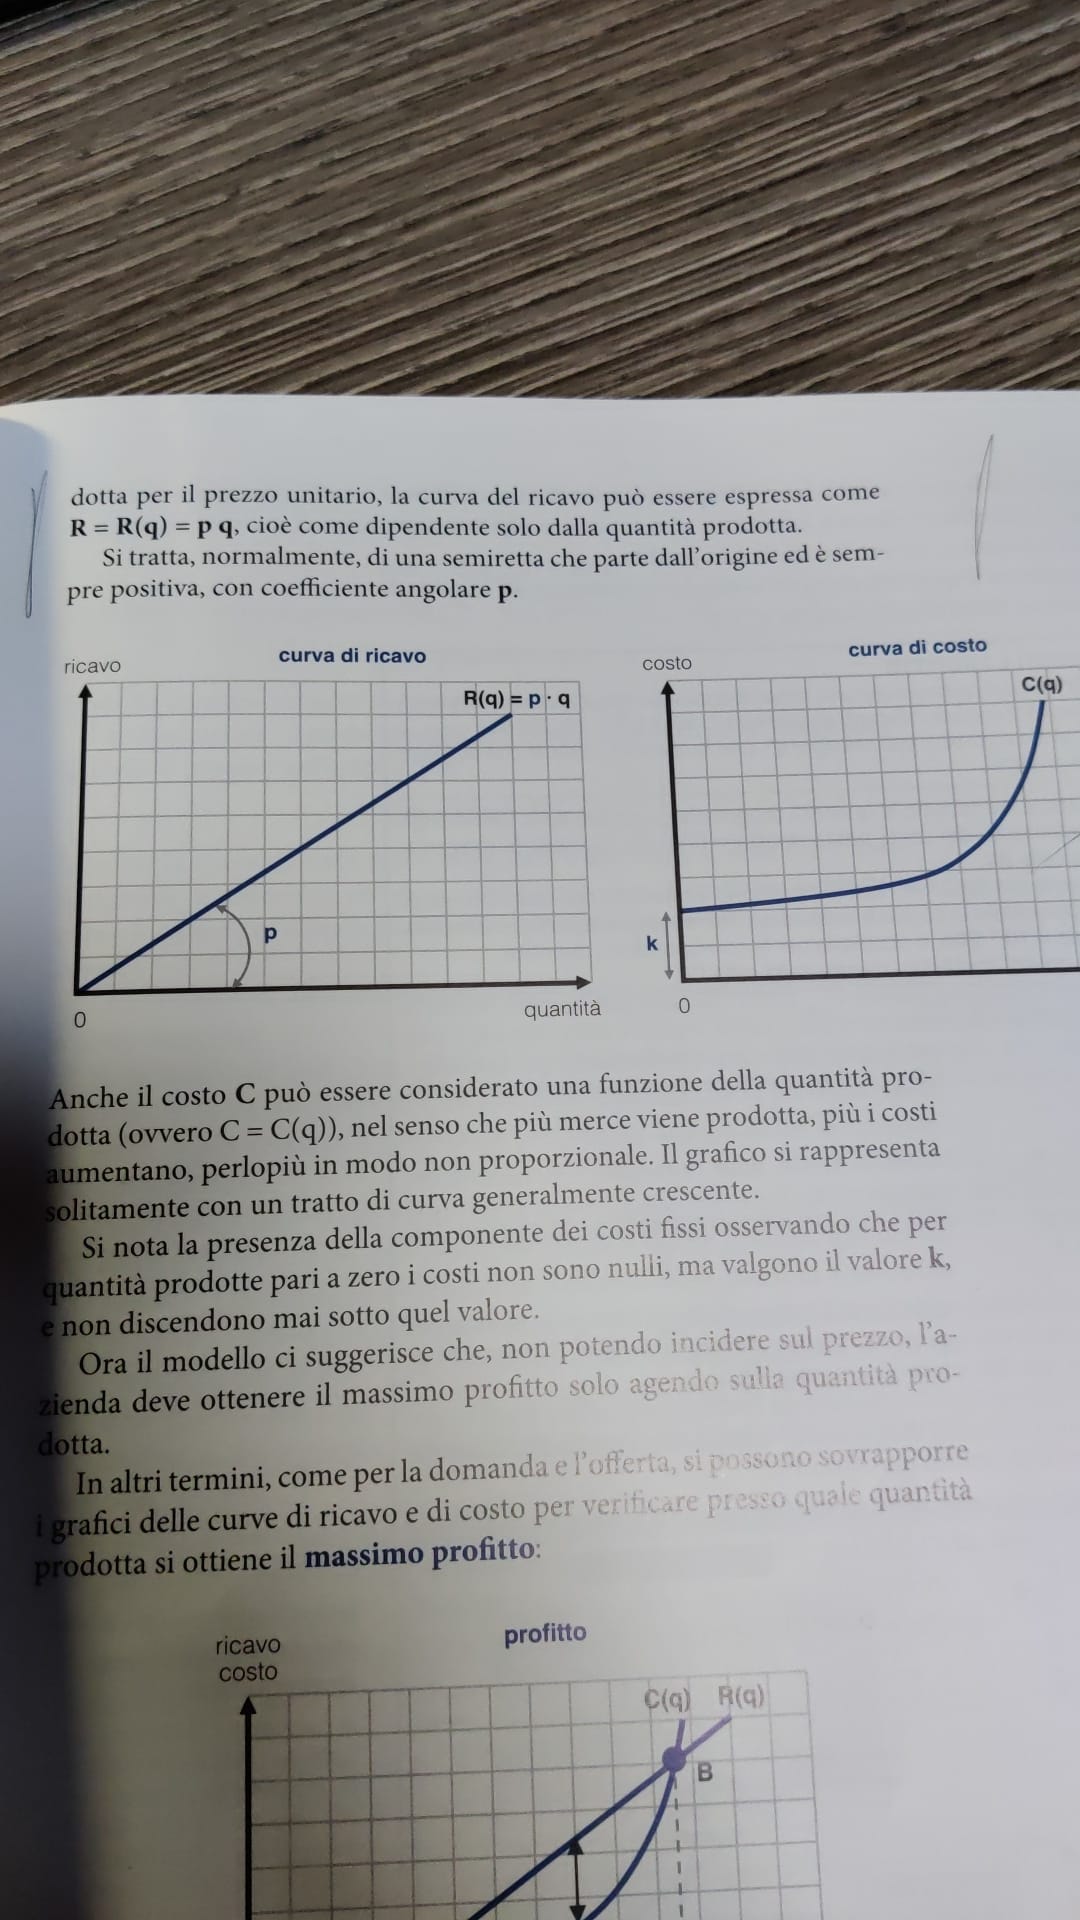 dotta per il prezzo unitario, la curva del ricavo può essere espressa come
R = R(q) = p q, cioè come dipendente solo dalla quantità prodotta.
Si tratta, normalmente, di una semiretta che parte dall'origine ed è sem-
pre positiva, con coefficiente angolare p.
ricavo
curva di ricavo
R(q) = p · q
p
0
quantità
costo
curva di costo
C(q)
k
0
Anche il costo C può essere considerato una funzione della quantità pro-
dotta (ovvero C = C(q)), nel senso che più merce viene prodotta, più i costi
aumentano, perlopiù in modo non proporzionale. Il grafico si rappresenta
solitamente con un tratto di curva generalmente crescente.
Si nota la presenza della componente dei costi fissi osservando che per
quantità prodotte pari a zero i costi non sono nulli, ma valgono il valore k,
e non discendono mai sotto quel valore.
Ora il modello ci suggerisce che, non potendo incidere sul prezzo, l'a-
zienda deve ottenere il massimo profitto solo agendo sulla quantità pro-
dotta.
In altri termini, come per la domanda e l'offerta, si possono sovrapporre
i grafici delle curve di ricavo e di costo per verificare presso quale quantità
prodotta si ottiene il massimo profitto:
ricavo
costo
profitto
C(q) R(q)
B